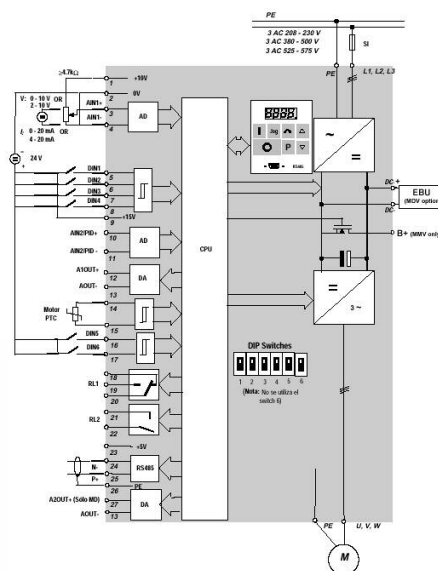 PE
3 AC 208 - 230 V
3 AC 380 - 500 V
3 AC 525 - 575 V
SI
PE
L1, L2, L3
≥4.7kΩ
1
+10V
2
0V
V: 0 - 10 V OR
2 - 10 V
AIN1+
3
AD
AIN1-
4
I: 0 - 20 mA OR
4 - 20 mA
24 V
DIN1
5
DIN2
6
DIN3
7
DIN4
8
9
+15V
AIN2/PID+
10
AD
AIN2/PID -
11
A1OUT+
12
DA
AOUT-
13
Motor
PTC
14
15
DIN5
16
DIN6
17
CPU
I
Jog
P
RL1
18
19
20
RL2
21
22
23
+5V
N-
24
RS485
P+
25
PE
26
A2OUT+ (Solo MD)
27
DA
AOUT-
13
~
=
DC +
EBU
(MDV option)
DC-
B+ (MMV only)
=
3 ~
DIP Switches
1 2 3 4 5 6
(Nota: No se utiliza el
switch 6)
PE
U, V, W
M